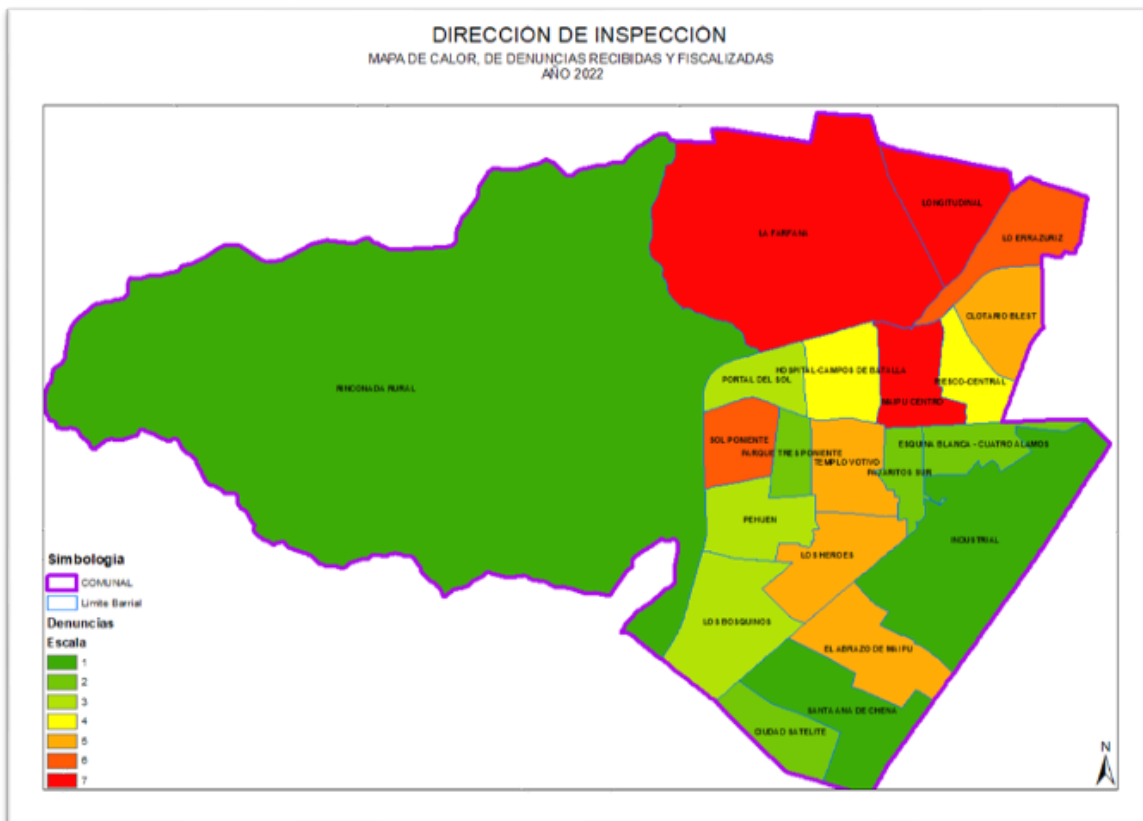 DIRECCION DE INSPECCION
MAPA DE CALOR, DE DENUNCIAS RECIBIDAS Y FISCALIZADAS
AÑO 2022
LONGITUDINAL
LA FARFANA
LO ERRAZURIZ
CLOTARIO BLEST
HOSPITAL-CAMPOS DE BATALLA
PORTAL DEL SOL
RIESCO-CENTRAL
RINCONADA RURAL
MAIPU CENTRO
SOL PONIENTE
ESQUINA BLANCA - CUATRO ALAMOS
PARQUE TRES PONIENTE
TEMPLO VOTIVO
PAJARITOS SUR
PEHUEN
INDUSTRIAL
LOS HEROES
LOS BOSQUINOS
EL ABRAZO DE MAIPU
SANTA ANA DE CHENA
CIUDAD SATELITE
Simbología
COMUNAL
Limite Barrial
Denuncias
Escala
1
2
3
4
5
6
7
N